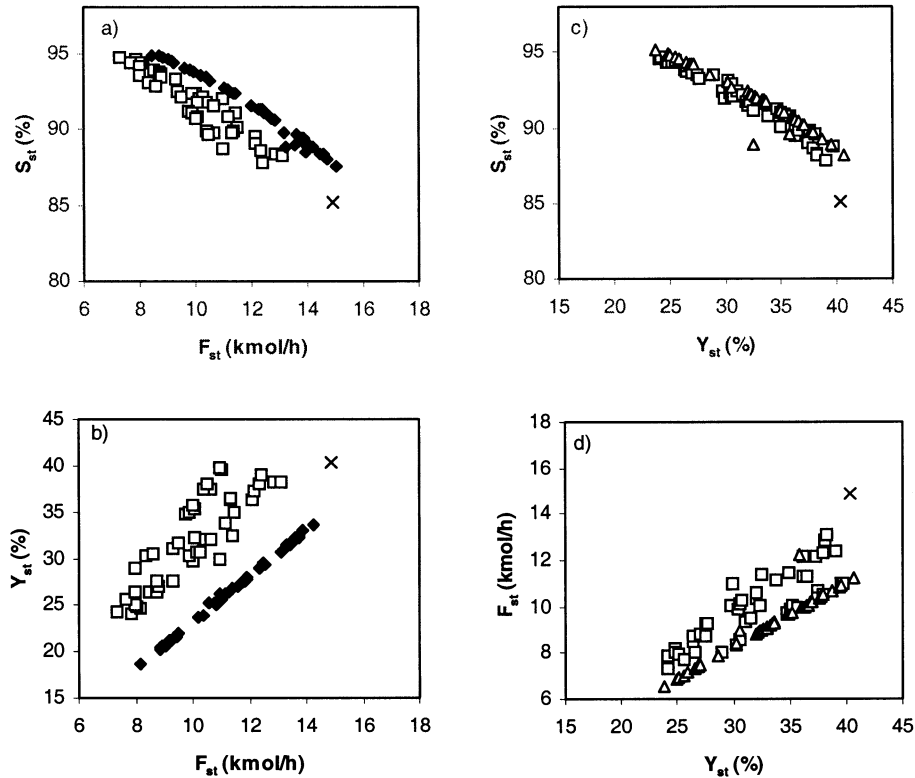 a)
95
90
85
80
S_st (%)
6 8 10 12 14 16 18
F_st (kmol/h)
c)
95
90
85
80
S_st (%)
15 20 25 30 35 40 45
Y_st (%)
b)
45
40
35
30
25
20
15
Y_st (%)
6 8 10 12 14 16 18
F_st (kmol/h)
d)
18
16
14
12
10
8
6
F_st (kmol/h)
15 20 25 30 35 40 45
Y_st (%)